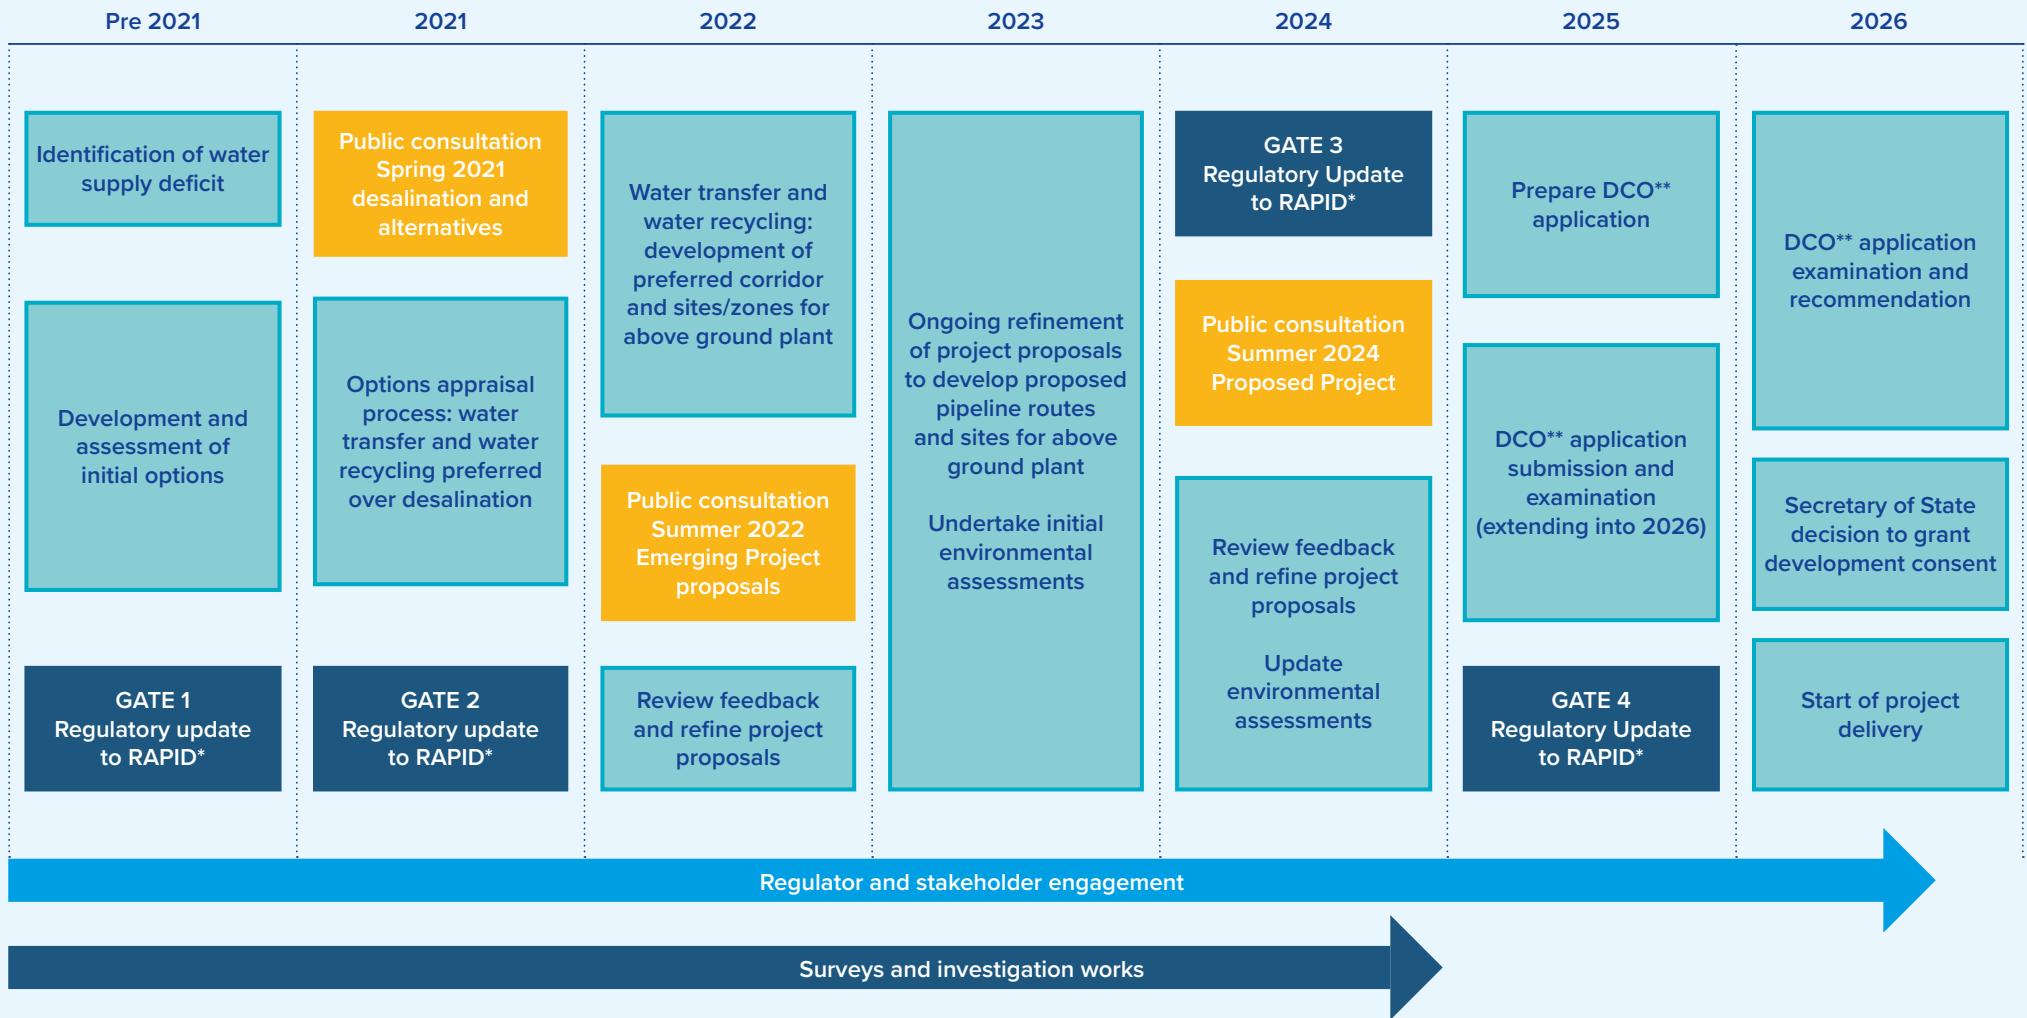 Pre 2021
2021
2022
2023
2024
2025
2026
Identification of water
supply deficit
Development and
assessment of
initial options
GATE 1
Regulatory update
to RAPID*
Public consultation
Spring 2021
desalination and
alternatives
Options appraisal
process: water
transfer and water
recycling preferred
over desalination
GATE 2
Regulatory update
to RAPID*
Water transfer and
water recycling:
development of
preferred corridor
and sites/zones for
above ground plant
Public consultation
Summer 2022
Emerging Project
proposals
Review feedback
and refine project
proposals
Ongoing refinement
of project proposals
to develop proposed
pipeline routes
and sites for above
ground plant
Undertake initial
environmental
assessments
GATE 3
Regulatory Update
to RAPID*
Public consultation
Summer 2024
Proposed Project
Review feedback
and refine project
proposals
Update
environmental
assessments
Prepare DCO**
application
DCO** application
submission and
examination
(extending into 2026)
GATE 4
Regulatory Update
to RAPID*
DCO** application
examination and
recommendation
Secretary of State
decision to grant
development consent
Start of project
delivery
Regulator and stakeholder engagement
Surveys and investigation works